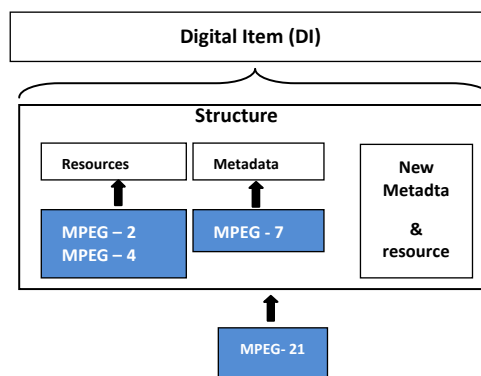 Digital Item (DI)
Structure
Resources
Metadata
MPEG – 2
MPEG – 4
MPEG - 7
New
Metadta
&
resource
MPEG- 21